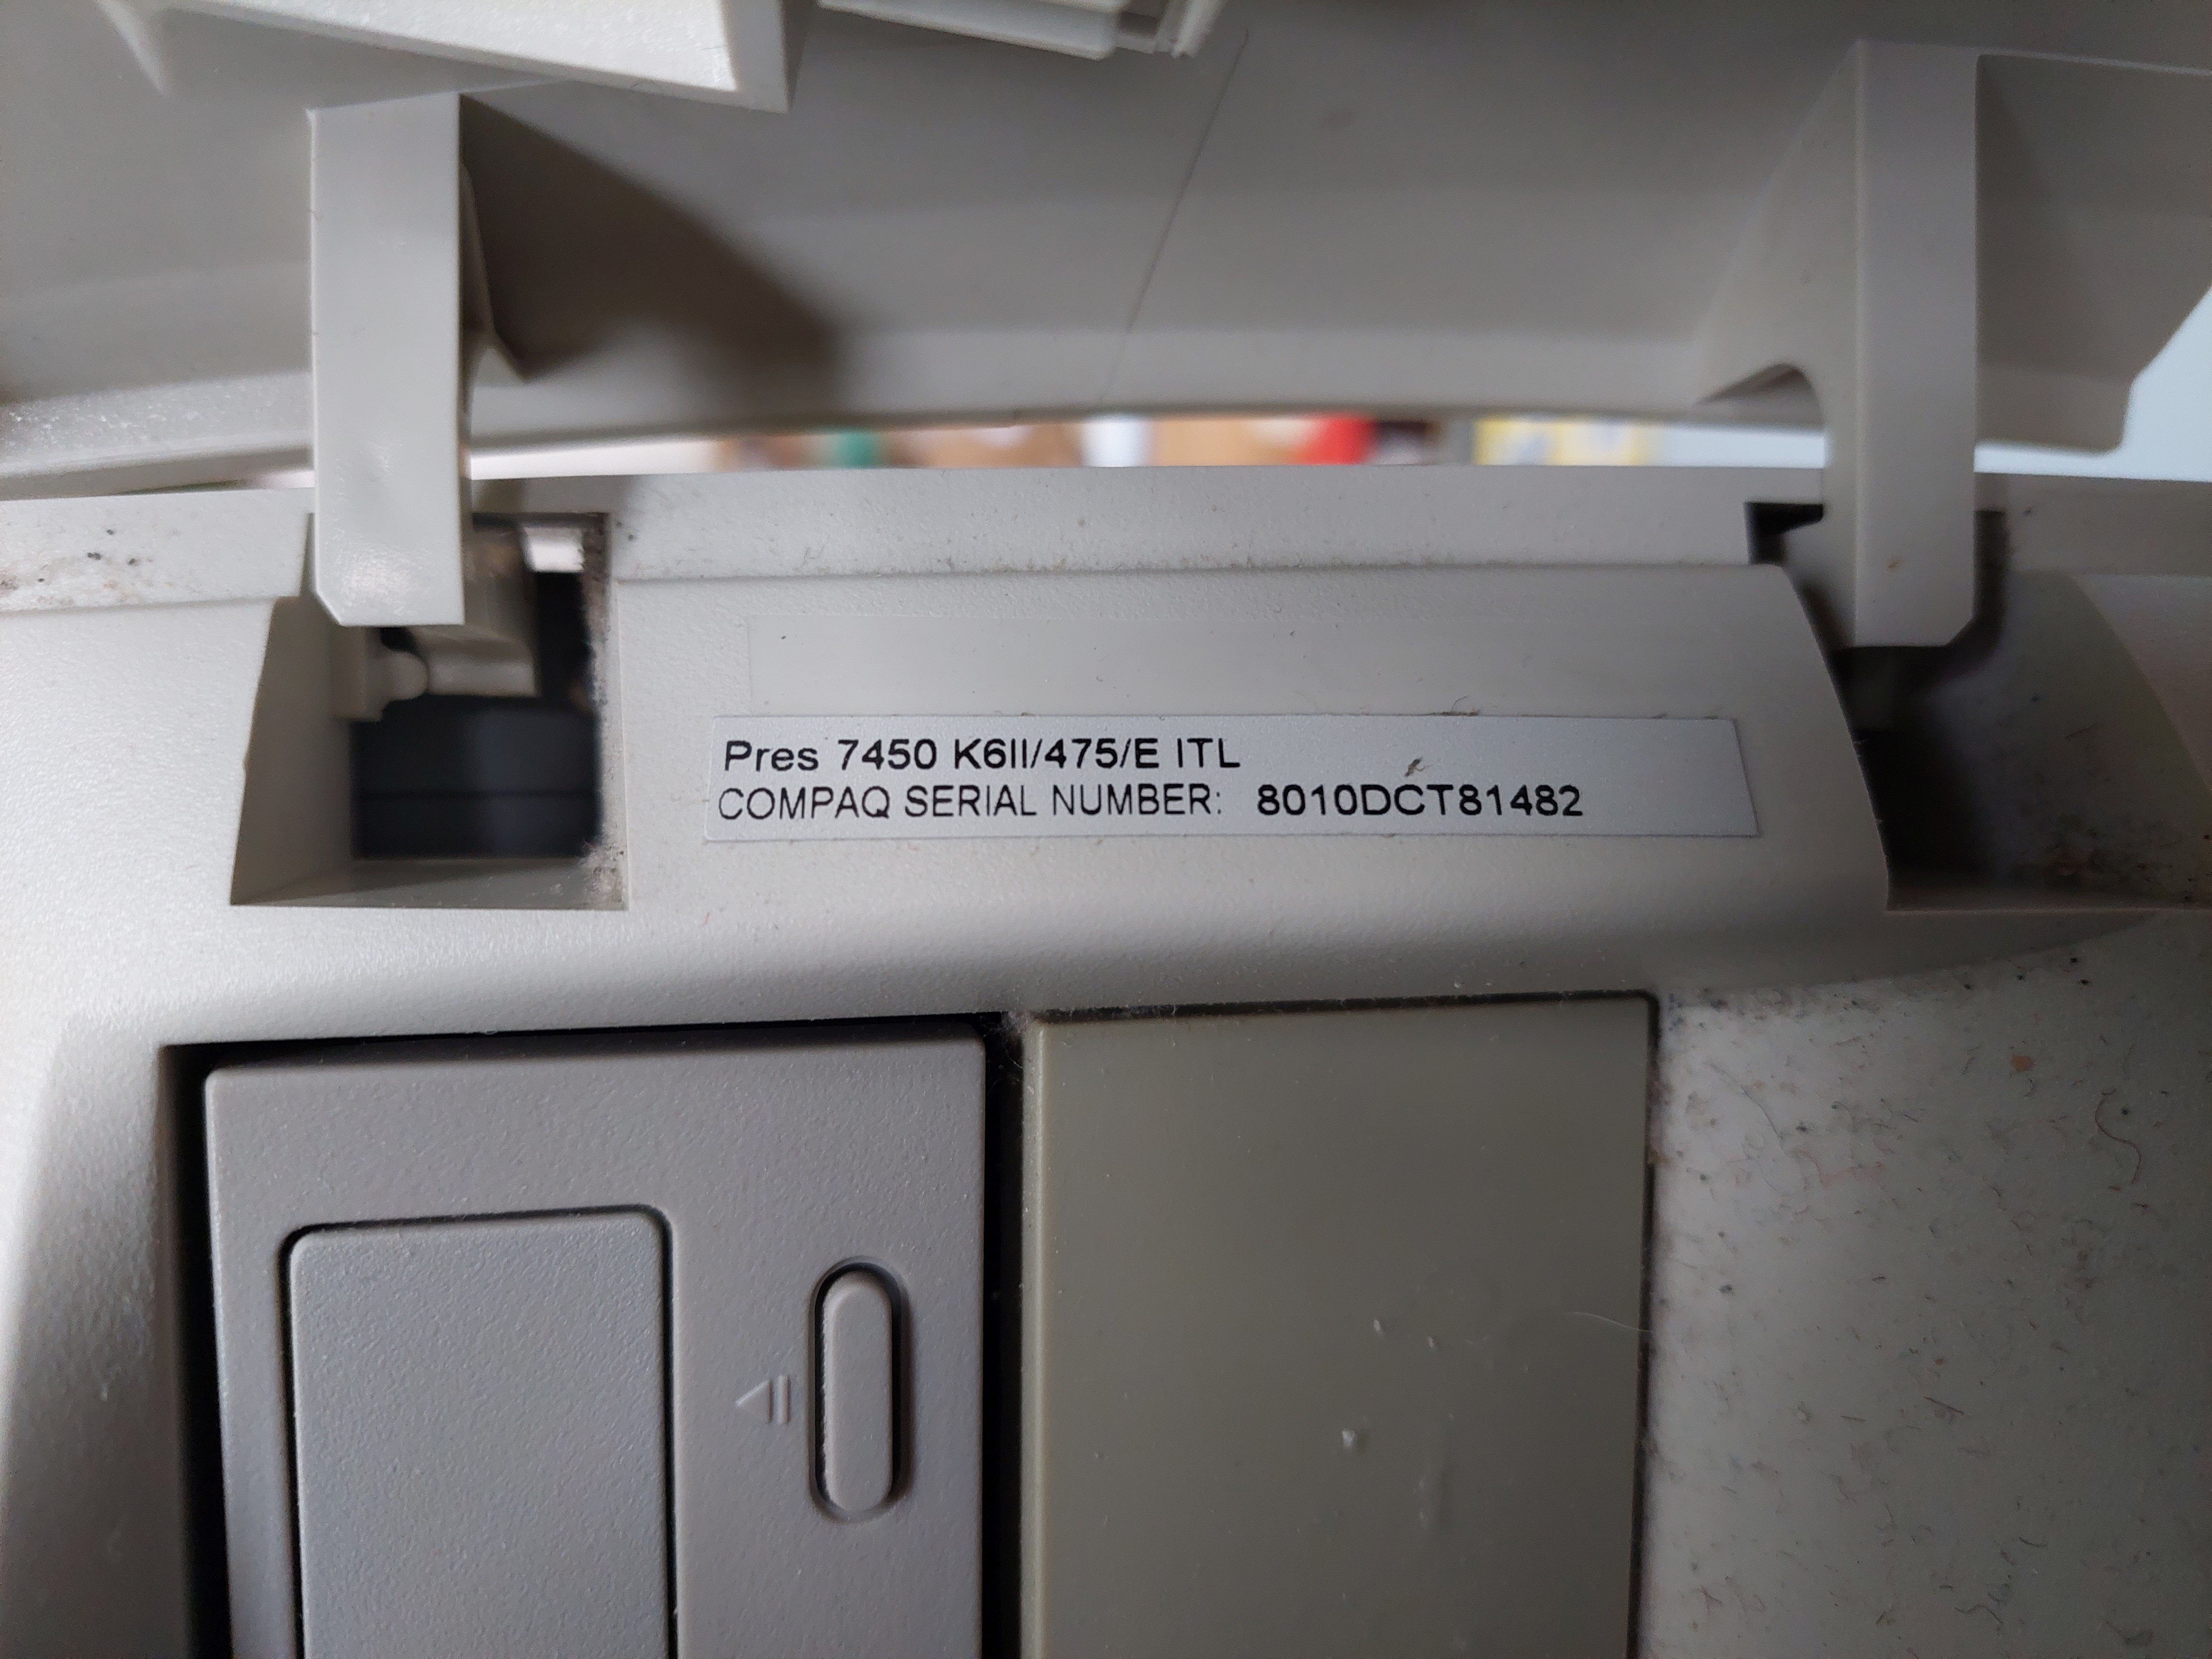 Pres 7450 K6II/475/E ITL
COMPAQ SERIAL NUMBER: 8010DCT81482